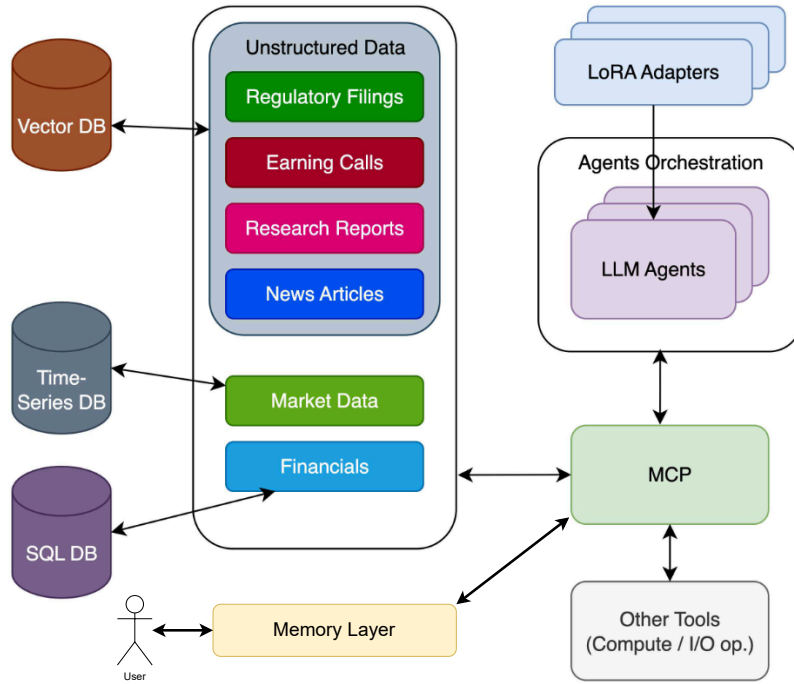 Unstructured Data
Regulatory Filings
Earning Calls
Research Reports
News Articles
Market Data
Financials
Vector DB
Time-
Series DB
SQL DB
User
Memory Layer
LoRA Adapters
Agents Orchestration
LLM Agents
MCP
Other Tools
(Compute / I/O op.)